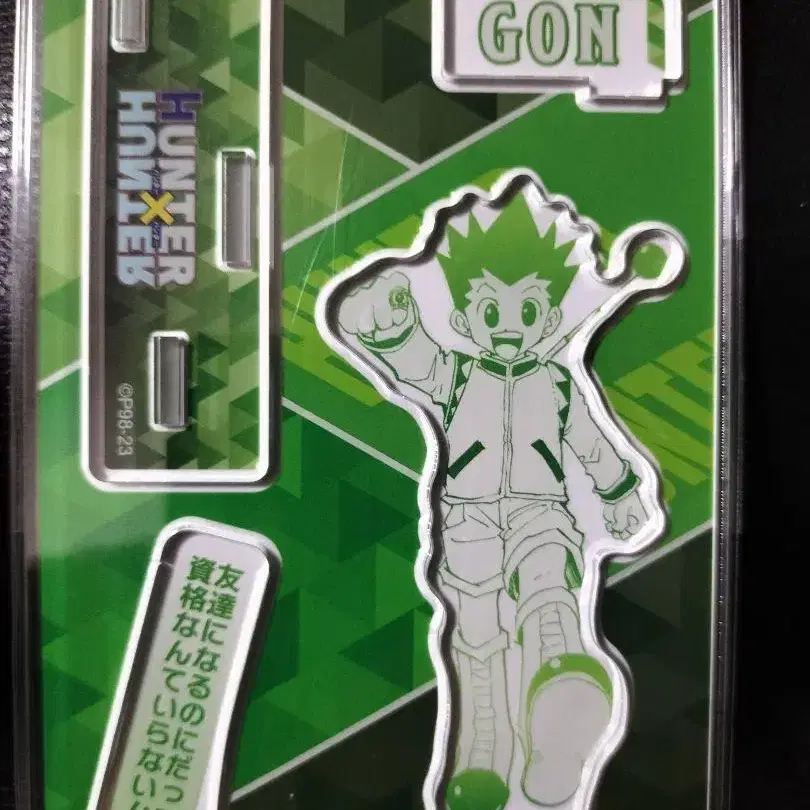 GON
HUNTER
×
HUNTER
©P98-23
友達になるのにだっ
資格なんていらない